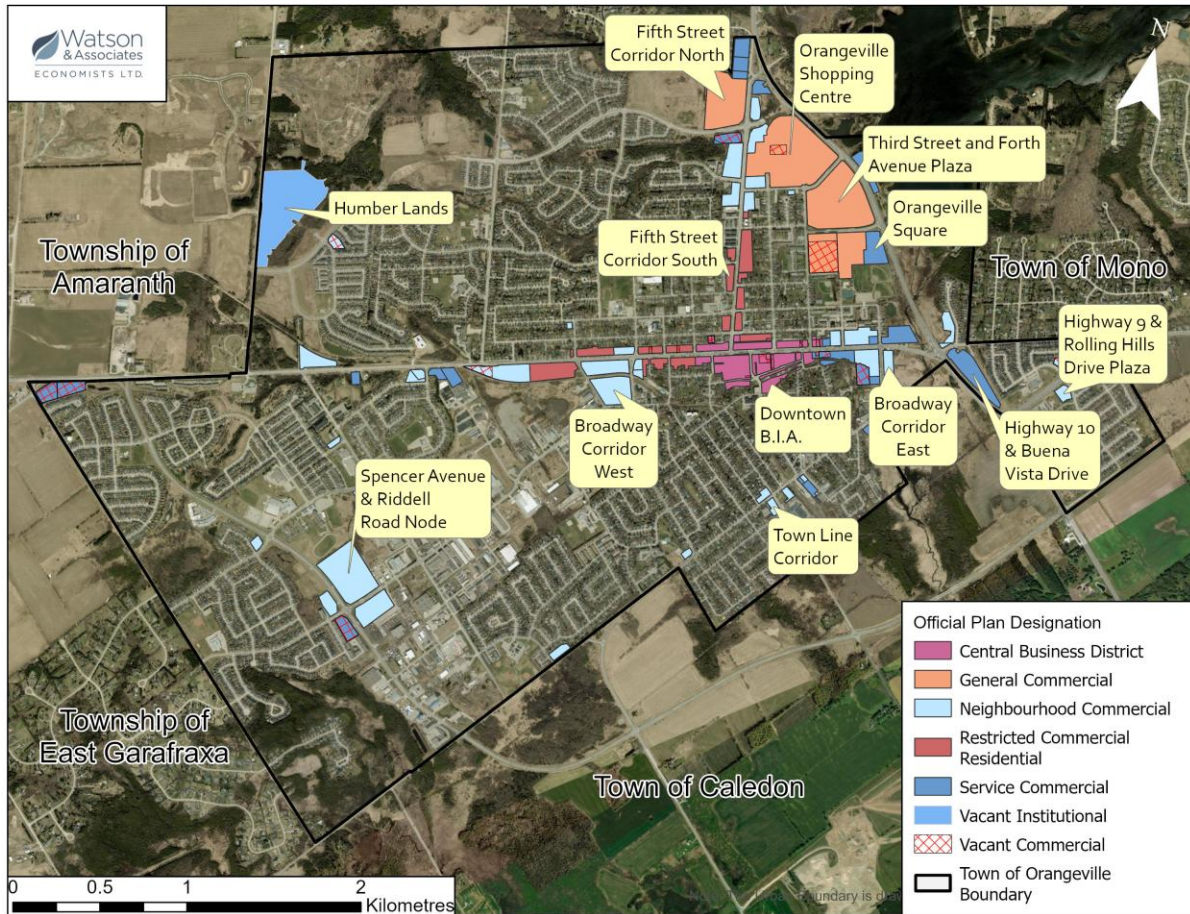 Watson
& Associates
ECONOMISTS LTD.
N
Fifth Street
Corridor North
Orangeville
Shopping
Centre
Third Street and Forth
Avenue Plaza
Humber Lands
Orangeville
Square
Fifth Street
Corridor South
Township of
Amaranth
Town of Mono
Highway 9 &
Rolling Hills
Drive Plaza
Broadway
Corridor
West
Downtown
B.I.A.
Broadway
Corridor
East
Highway 10
& Buena
Vista Drive
Spencer Avenue
& Riddell
Road Node
Town Line
Corridor
Township of
East Garafraxa
Town of Caledon
Official Plan Designation
Central Business District
General Commercial
Neighbourhood Commercial
Restricted Commercial
Residential
Service Commercial
Vacant Institutional
Vacant Commercial
Town of Orangeville
Boundary
0 0.5 1 2
Kilometres
boundary is